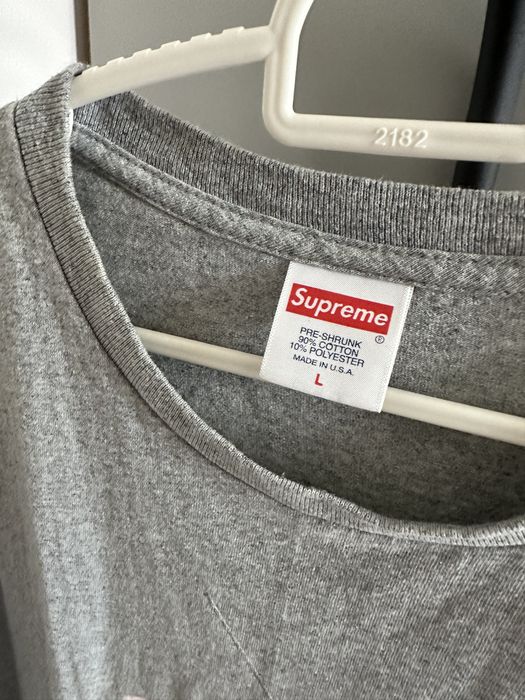 2182
Supreme
®
PRE-SHRUNK
90% COTTON
10% POLYESTER
MADE IN U.S.A.
L